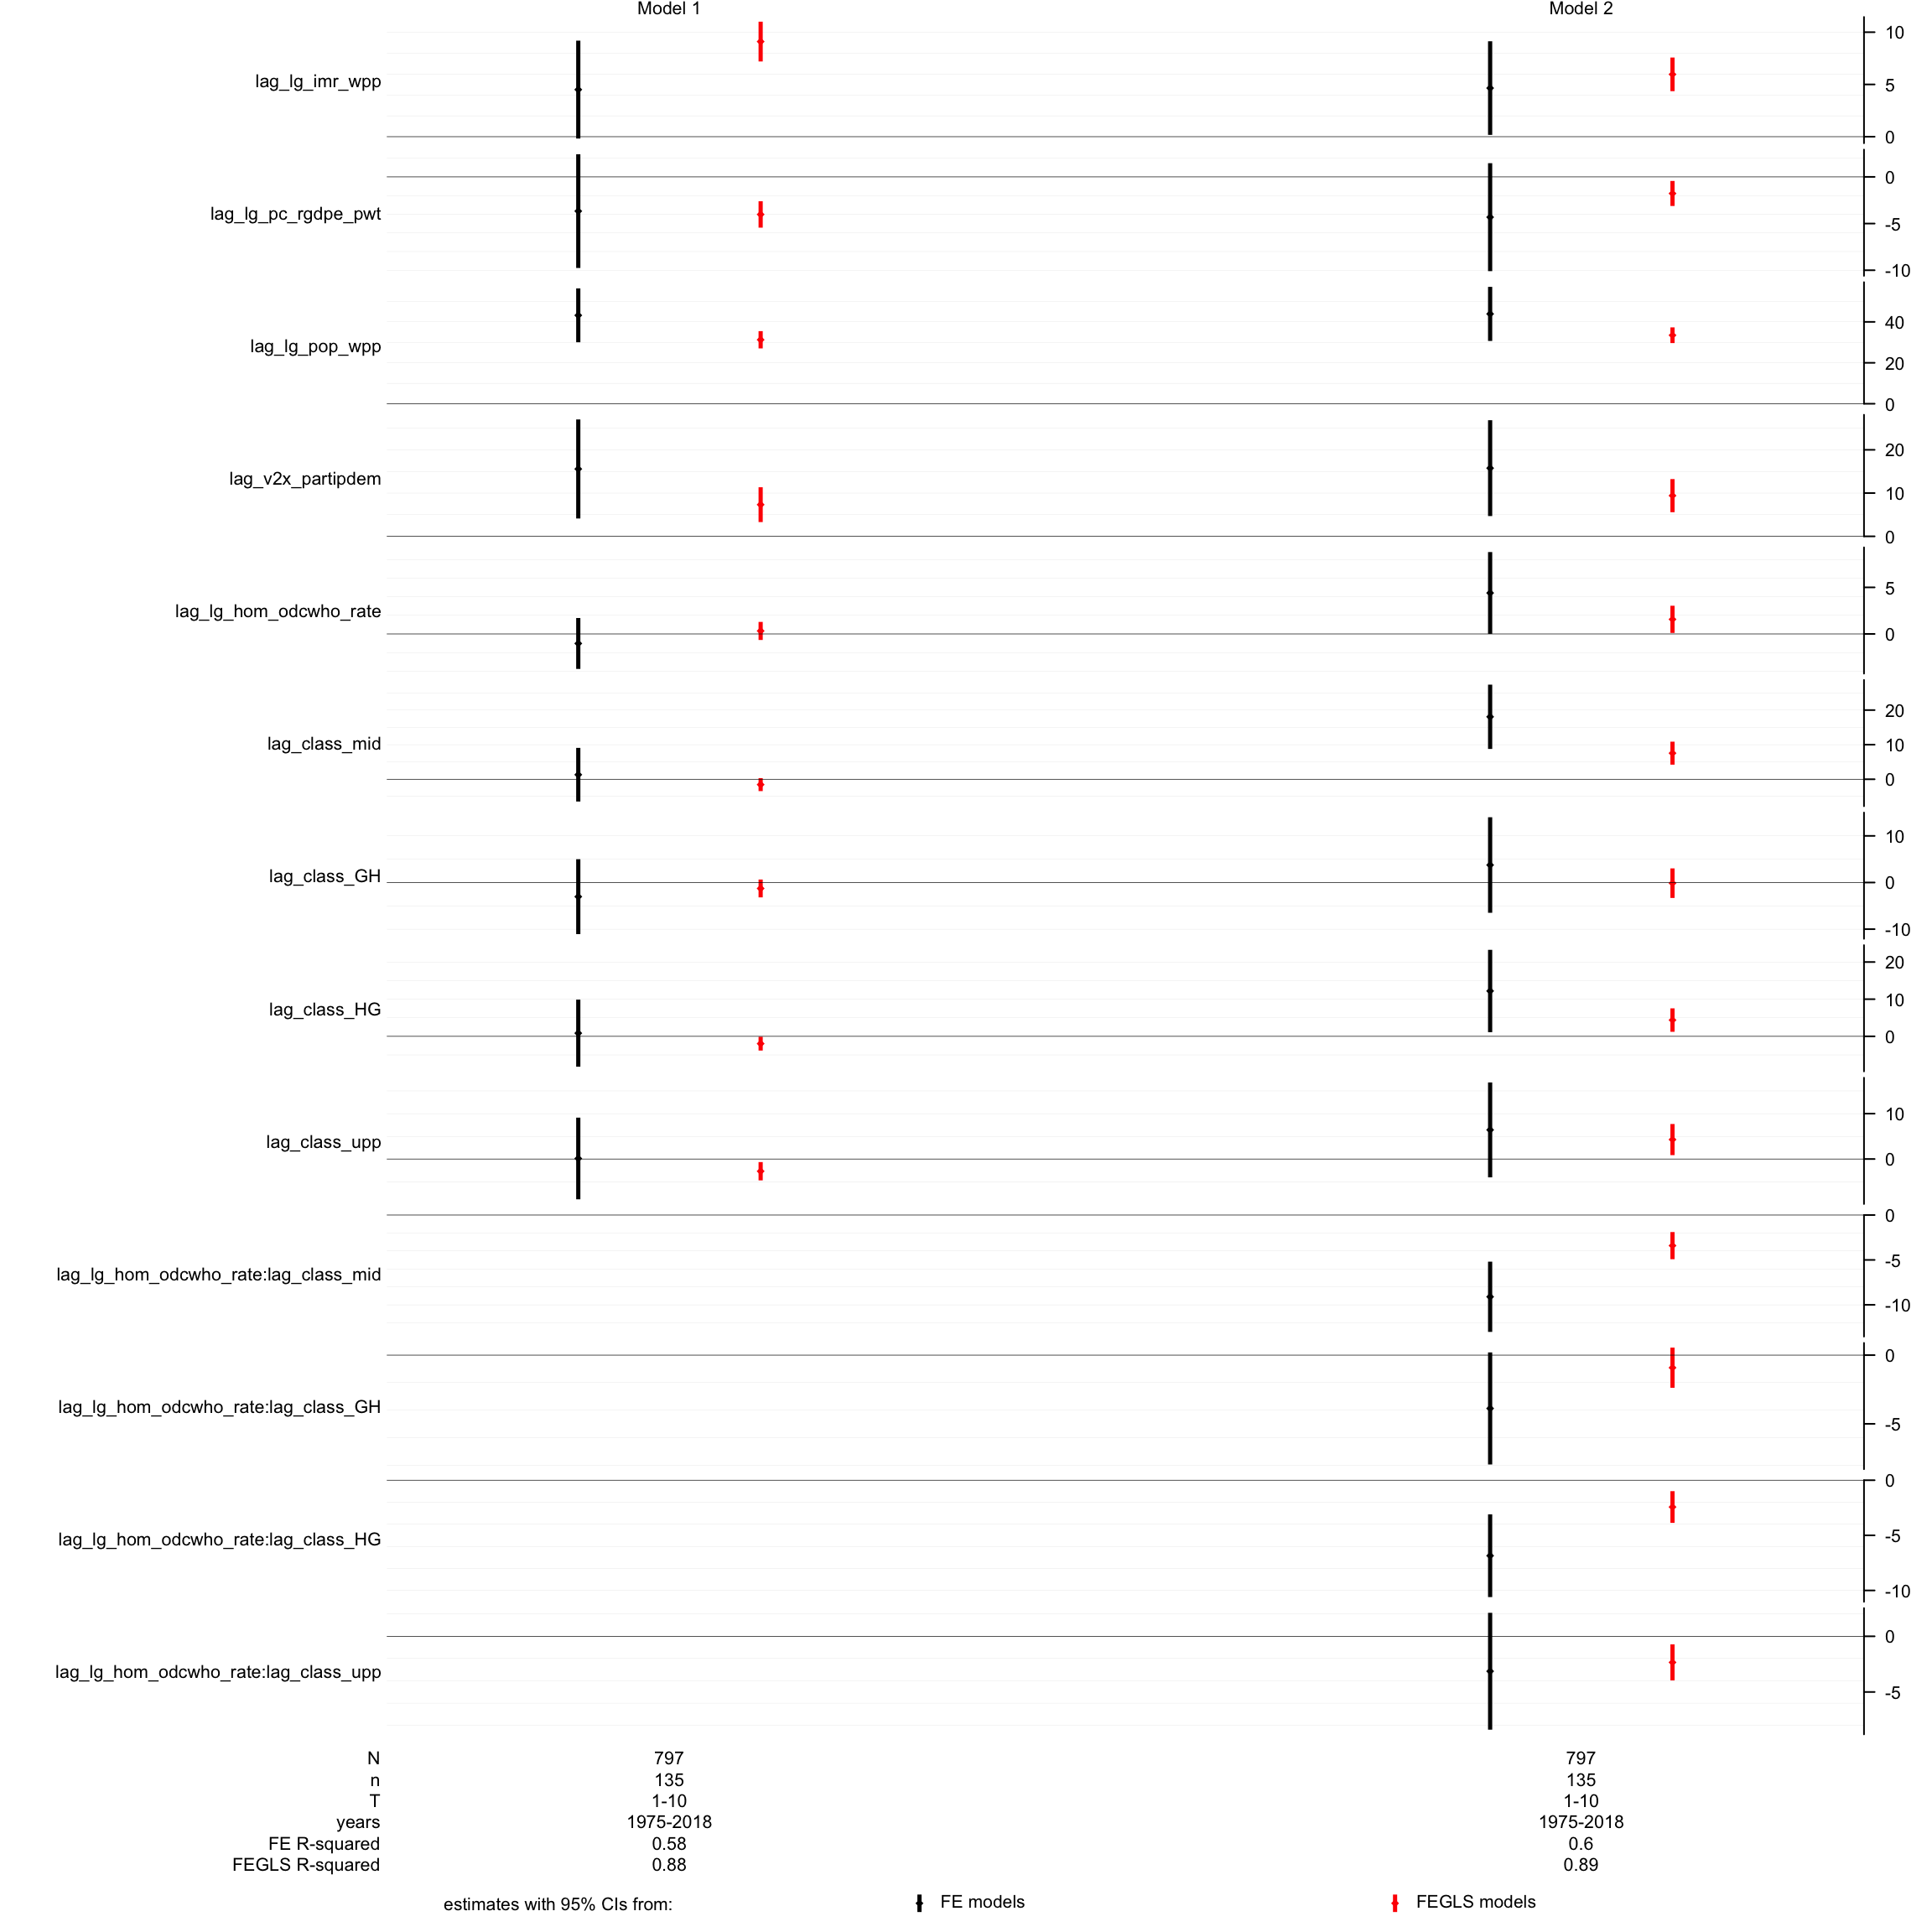 Model 1 Model 2
lag_lg_imr_wpp 10 5 0
lag_lg_pc_rgdpe_pwt 0 -5 -10
lag_lg_pop_wpp 40 20 0
lag_v2x_partipdem 20 10 0
lag_lg_hom_odcwho_rate 5 0
lag_class_mid 20 10 0
lag_class_GH 10 0 -10
lag_class_HG 20 10 0
lag_class_upp 10 0
lag_lg_hom_odcwho_rate:lag_class_mid 0 -5 -10
lag_lg_hom_odcwho_rate:lag_class_GH 0 -5
lag_lg_hom_odcwho_rate:lag_class_HG 0 -5 -10
lag_lg_hom_odcwho_rate:lag_class_upp 0 -5
N 797 797
n 135 135
T 1-10 1-10
years 1975-2018 1975-2018
FE R-squared 0.58 0.6
FEGLS R-squared 0.88 0.89
estimates with 95% CIs from: FE models FEGLS models